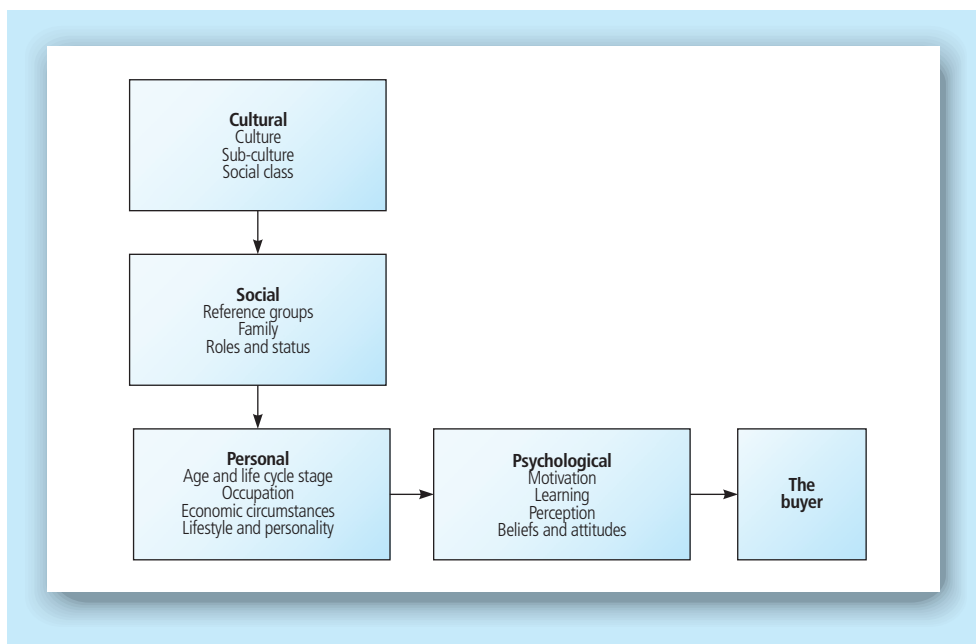 Cultural
Culture
Sub-culture
Social class
Social
Reference groups
Family
Roles and status
Personal
Age and life cycle stage
Occupation
Economic circumstances
Lifestyle and personality
Psychological
Motivation
Learning
Perception
Beliefs and attitudes
The
buyer